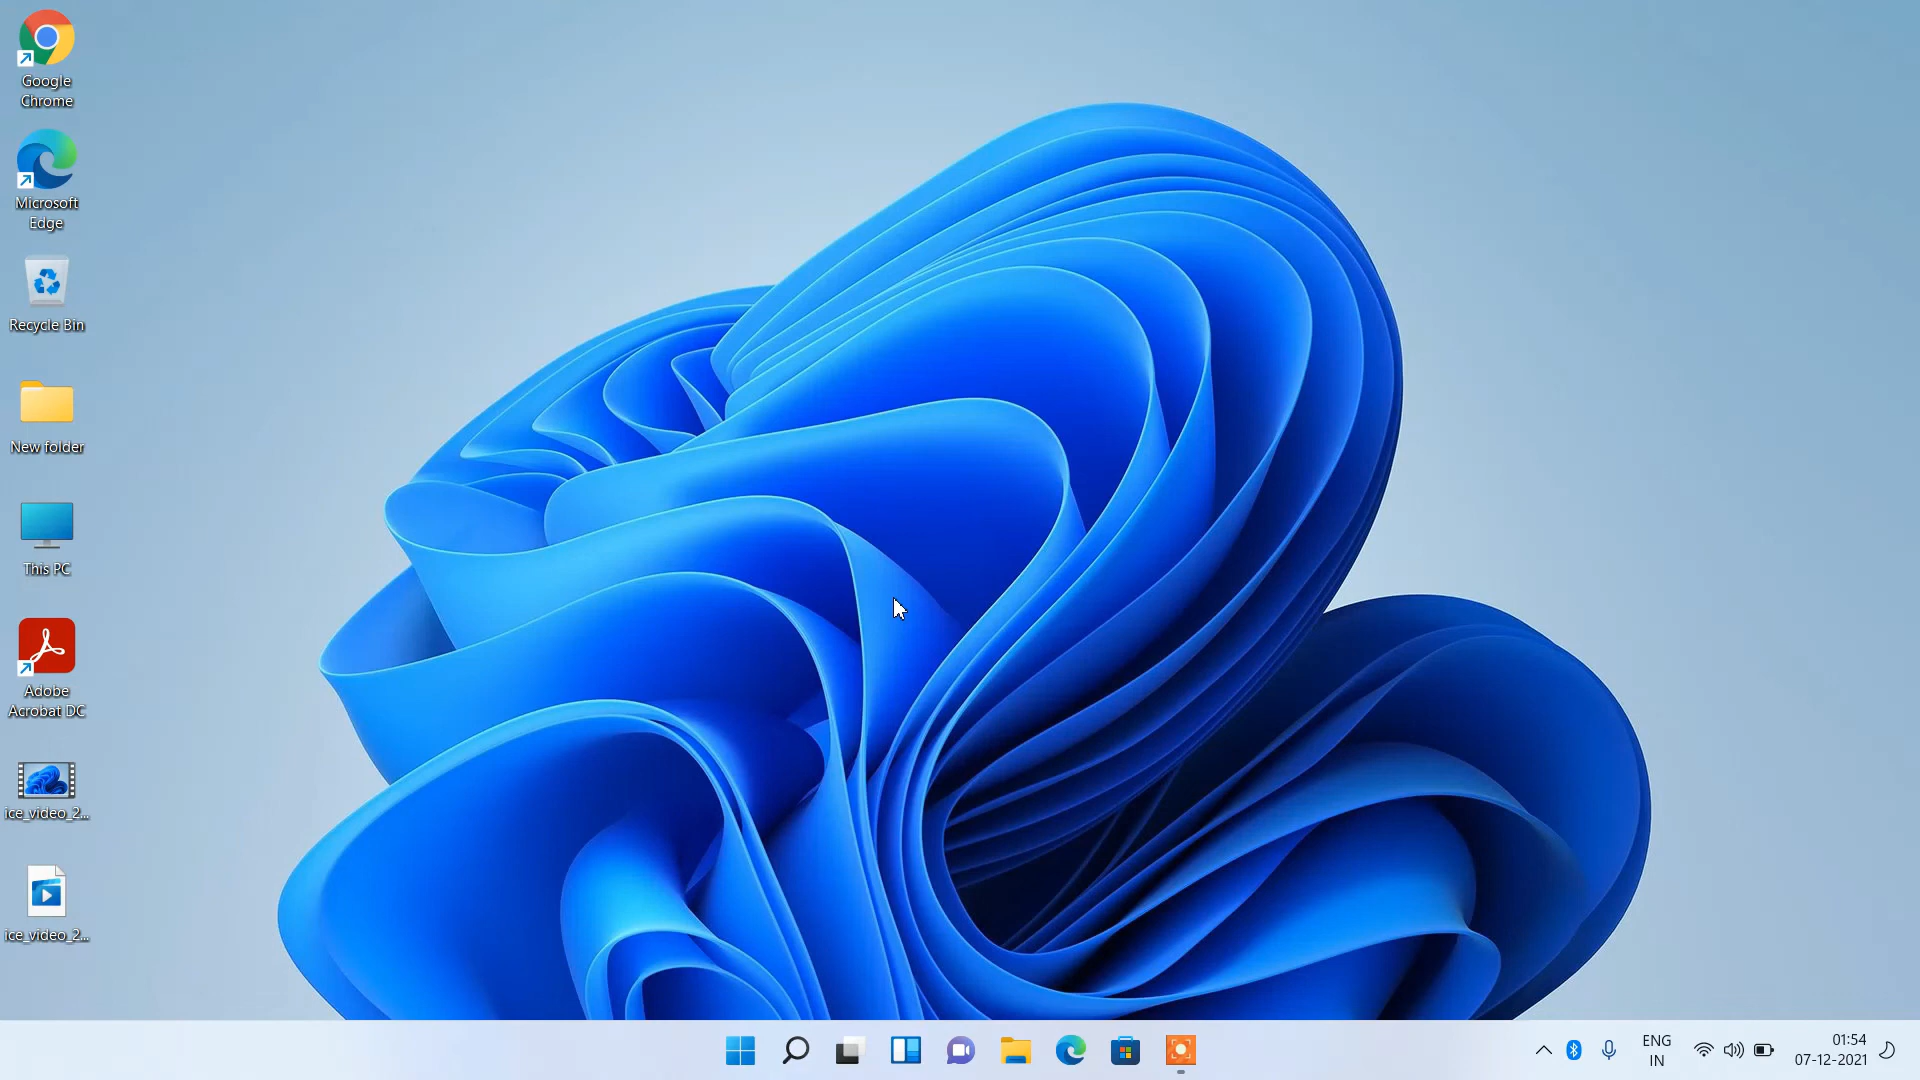 Google
Chrome
Microsoft
Edge
Recycle Bin
New folder
This PC
Adobe
Acrobat DC
ice_video_2...
ice_video_2...
ENG
IN
01:54
07-12-2021